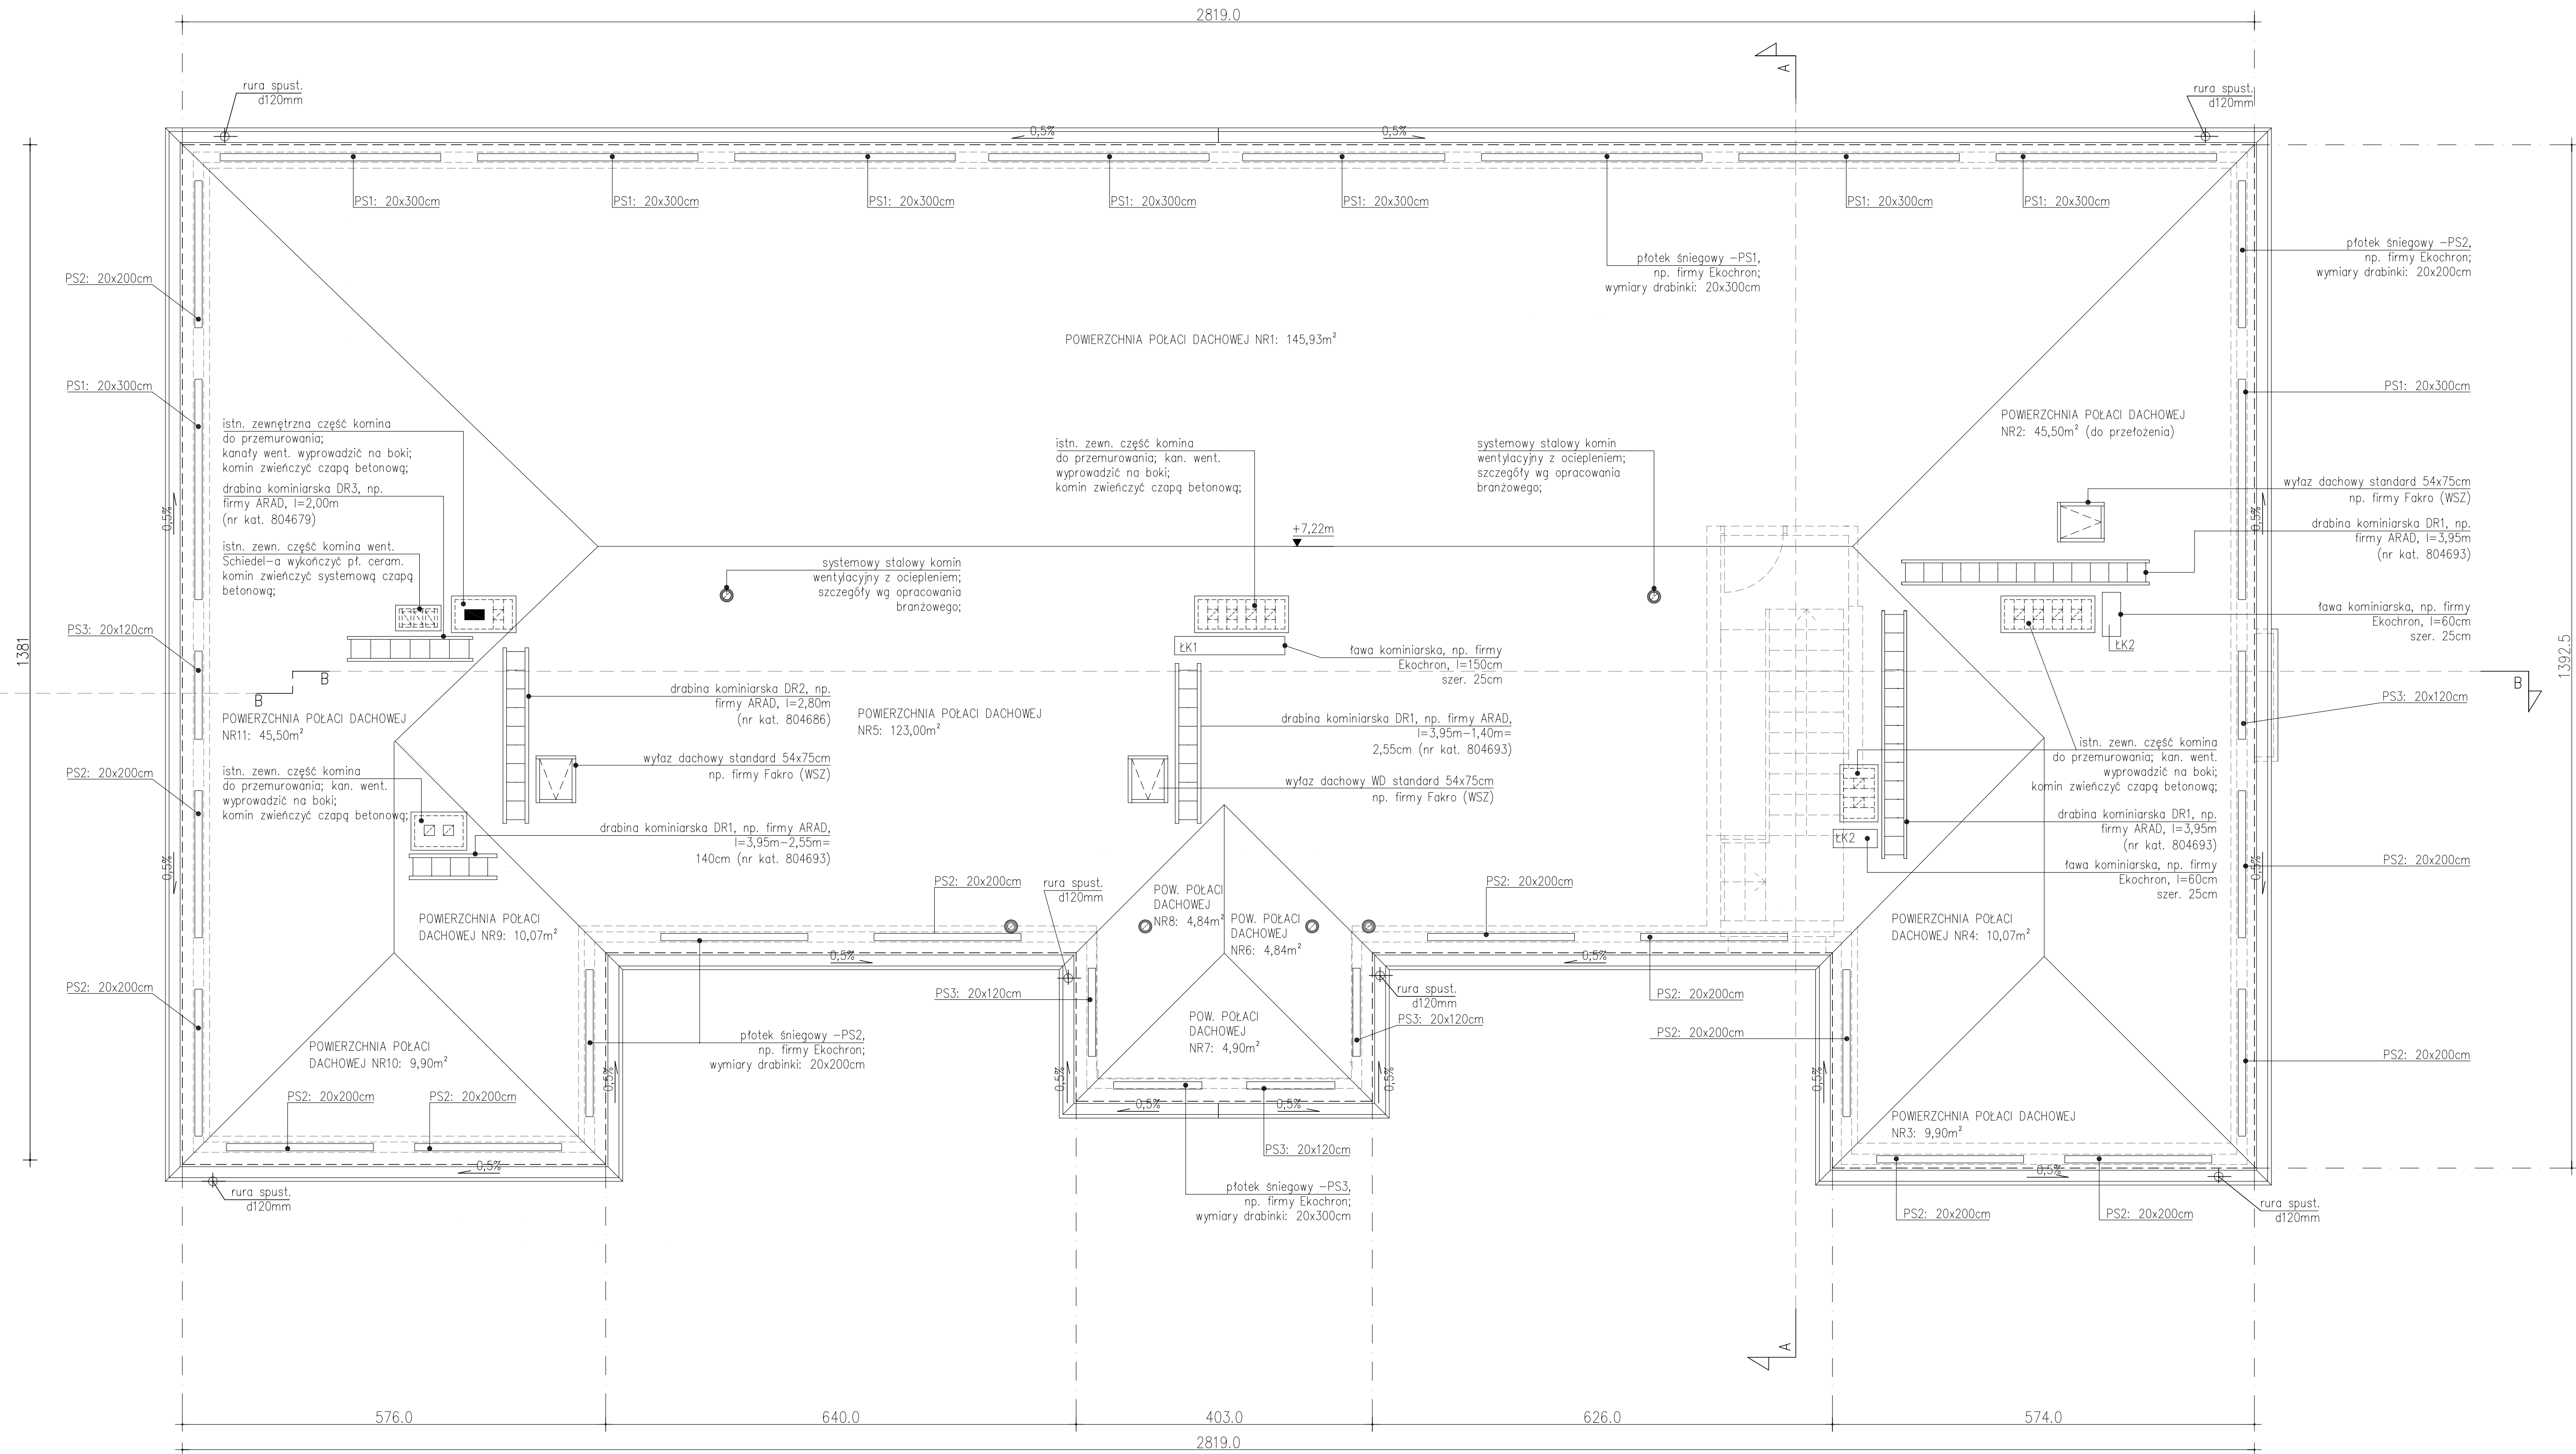 2819.0
A
rura spust.
d120mm
rura spust.
d120mm
0,5%
0,5%
PS1: 20x300cm
PS1: 20x300cm
PS1: 20x300cm
PS1: 20x300cm
PS1: 20x300cm
PS1: 20x300cm
PS1: 20x300cm
płotek śniegowy -PS1,
np. firmy Ekochron;
wymiary drabinki: 20x300cm
płotek śniegowy -PS2,
np. firmy Ekochron;
wymiary drabinki: 20x200cm
PS2: 20x200cm
POWIERZCHNIA POŁACI DACHOWEJ NR1: 145,93m²
PS1: 20x300cm
PS1: 20x300cm
POWIERZCHNIA POŁACI DACHOWEJ
NR2: 45,50m² (do przełożenia)
istn. zewnętrzna część komina
do przemurowania;
kanały went. wyprowadzić na boki;
komin zwieńczyć czapą betonową;
istn. zewn. część komina
do przemurowania; kan. went.
wyprowadzić na boki;
komin zwieńczyć czapą betonową;
systemowy stalowy komin
wentylacyjny z ociepleniem;
szczegóły wg opracowania
branżowego;
wyłaz dachowy standard 54x75cm
np. firmy Fakro (WSZ)
drabina kominiarska DR3, np.
firmy ARAD, l=2,00m
(nr kat. 804679)
0,5%
0,5%
drabina kominiarska DR1, np.
firmy ARAD, l=3,95m
(nr kat. 804693)
+7,22m
istn. zewn. część komina went.
Schiedel-a wykończyć pł. ceram.
komin zwieńczyć systemową czapą
betonową;
systemowy stalowy komin
wentylacyjny z ociepleniem;
szczegóły wg opracowania
branżowego;
ława kominiarska, np. firmy
Ekochron, l=60cm
szer. 25cm
PS3: 20x120cm
ŁK1
ŁK2
ława kominiarska, np. firmy
Ekochron, l=150cm
szer. 25cm
1381
1392.5
B
B
B
drabina kominiarska DR2, np.
firmy ARAD, l=2,80m
(nr kat. 804686)
PS3: 20x120cm
POWIERZCHNIA POŁACI DACHOWEJ
NR11: 45,50m²
POWIERZCHNIA POŁACI DACHOWEJ
NR5: 123,00m²
drabina kominiarska DR1, np. firmy ARAD,
l=3,95m-1,40m=
2,55cm (nr kat. 804693)
istn. zewn. część komina
do przemurowania; kan. went.
wyprowadzić na boki;
komin zwieńczyć czapą betonową;
wyłaz dachowy standard 54x75cm
np. firmy Fakro (WSZ)
PS2: 20x200cm
istn. zewn. część komina
do przemurowania; kan. went.
wyprowadzić na boki;
komin zwieńczyć czapą betonową;
wyłaz dachowy WD standard 54x75cm
np. firmy Fakro (WSZ)
drabina kominiarska DR1, np. firmy ARAD,
l=3,95m-2,55m=
140cm (nr kat. 804693)
drabina kominiarska DR1, np.
firmy ARAD, l=3,95m
(nr kat. 804693)
ŁK2
ława kominiarska, np. firmy
Ekochron, l=60cm
szer. 25cm
0,5%
0,5%
PS2: 20x200cm
PS2: 20x200cm
rura spust.
d120mm
PS2: 20x200cm
POW. POŁACI
DACHOWEJ
NR8: 4,84m²
POW. POŁACI
DACHOWEJ
NR6: 4,84m²
POWIERZCHNIA POŁACI
DACHOWEJ NR9: 10,07m²
POWIERZCHNIA POŁACI
DACHOWEJ NR4: 10,07m²
0,5%
0,5%
PS2: 20x200cm
PS3: 20x120cm
rura spust.
d120mm
PS2: 20x200cm
PS3: 20x120cm
POW. POŁACI
DACHOWEJ
NR7: 4,90m²
PS2: 20x200cm
płotek śniegowy -PS2,
np. firmy Ekochron;
wymiary drabinki: 20x200cm
POWIERZCHNIA POŁACI
DACHOWEJ NR10: 9,90m²
PS2: 20x200cm
0,5%
0,5%
0,5%
0,5%
PS2: 20x200cm
PS2: 20x200cm
0,5%
0,5%
POWIERZCHNIA POŁACI DACHOWEJ
NR3: 9,90m²
PS3: 20x120cm
0,5%
0,5%
rura spust.
d120mm
płotek śniegowy -PS3,
np. firmy Ekochron;
wymiary drabinki: 20x300cm
PS2: 20x200cm
PS2: 20x200cm
rura spust.
d120mm
A
576.0
640.0
403.0
626.0
574.0
2819.0